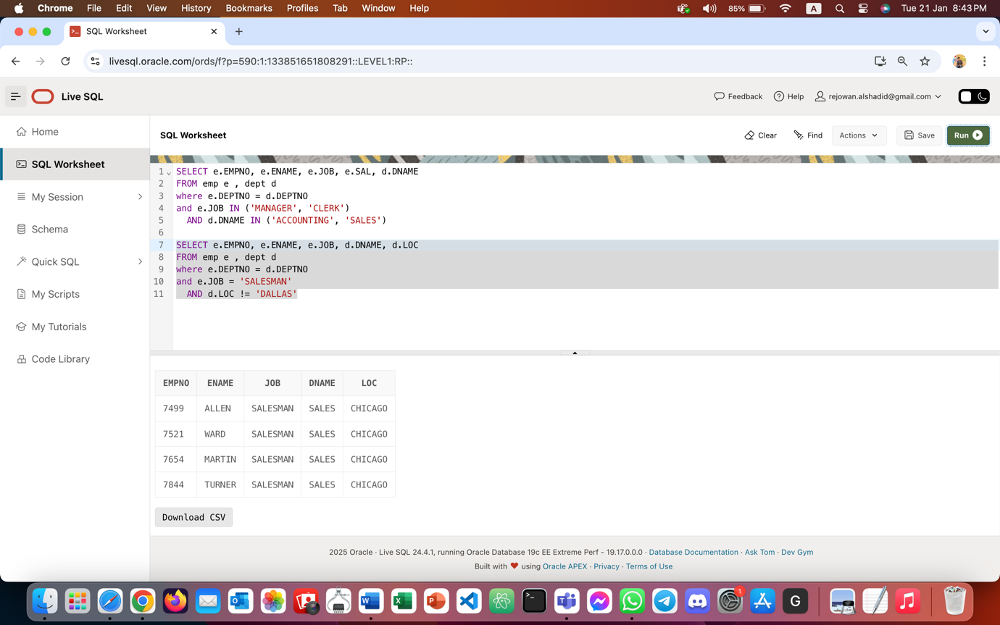 Chrome File Edit View History Bookmarks Profiles Tab Window Help 85% A Tue 21 Jan 8:43 PM
SQL Worksheet
livesql.oracle.com/ords/f?p=590:1:133851651808291::LEVEL1:RP::
Live SQL Feedback Help rejowan.alshadid@gmail.com
Home
SQL Worksheet
My Session
Schema
Quick SQL
My Scripts
My Tutorials
Code Library
SQL Worksheet Clear Find Actions Save Run
1 SELECT e.EMPNO, e.ENAME, e.JOB, e.SAL, d.DNAME
2 FROM emp e , dept d
3 where e.DEPTNO = d.DEPTNO
4 and e.JOB IN ('MANAGER', 'CLERK')
5 AND d.DNAME IN ('ACCOUNTING', 'SALES')
6
7 SELECT e.EMPNO, e.ENAME, e.JOB, d.DNAME, d.LOC
8 FROM emp e , dept d
9 where e.DEPTNO = d.DEPTNO
10 and e.JOB = 'SALESMAN'
11 AND d.LOC != 'DALLAS'
EMPNO ENAME JOB DNAME LOC
7499 ALLEN SALESMAN SALES CHICAGO
7521 WARD SALESMAN SALES CHICAGO
7654 MARTIN SALESMAN SALES CHICAGO
7844 TURNER SALESMAN SALES CHICAGO
Download CSV
2025 Oracle · Live SQL 24.4.1, running Oracle Database 19c EE Extreme Perf - 19.17.0.0.0 · Database Documentation · Ask Tom · Dev Gym
Built with ❤ using Oracle APEX · Privacy · Terms of Use
1
G